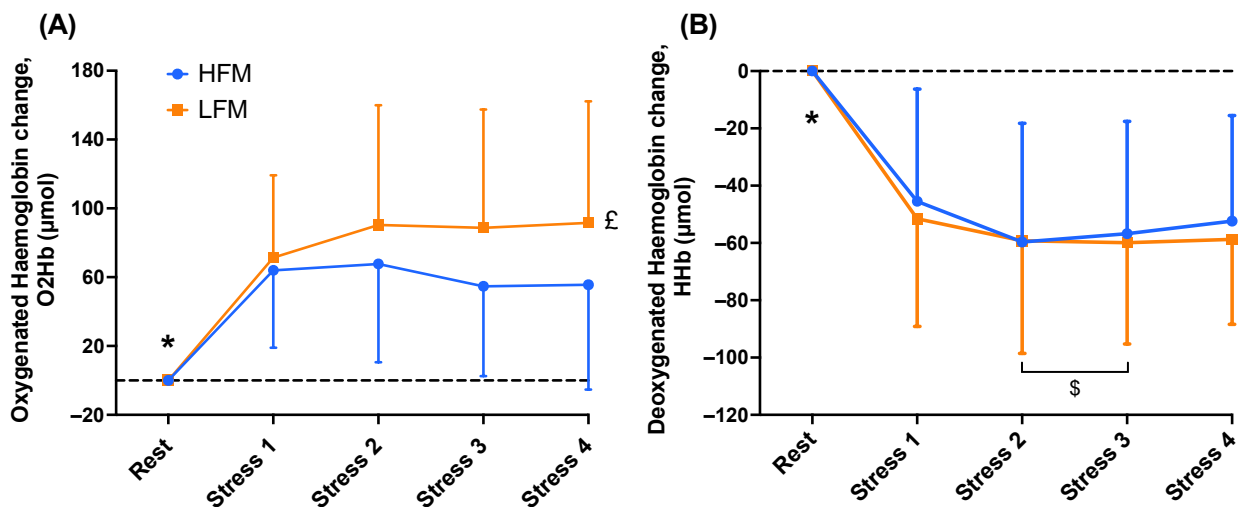 (A)
Oxygenated Haemoglobin change,
O2Hb (μmol)
180
140
100
60
20
−20
HFM
LFM
*
£
Rest
Stress 1
Stress 2
Stress 3
Stress 4
(B)
Deoxygenated Haemoglobin change,
HHb (μmol)
0
−20
−40
−60
−80
−100
−120
*
$
Rest
Stress 1
Stress 2
Stress 3
Stress 4